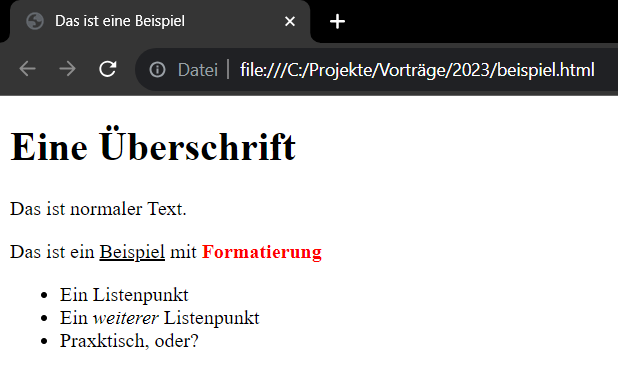 Das ist eine Beispiel
Datei file:///C:/Projekte/Vorträge/2023/beispiel.html
Eine Überschrift
Das ist normaler Text.
Das ist ein Beispiel mit Formatierung
Ein Listenpunkt
Ein weiterer Listenpunkt
Praxktisch, oder?